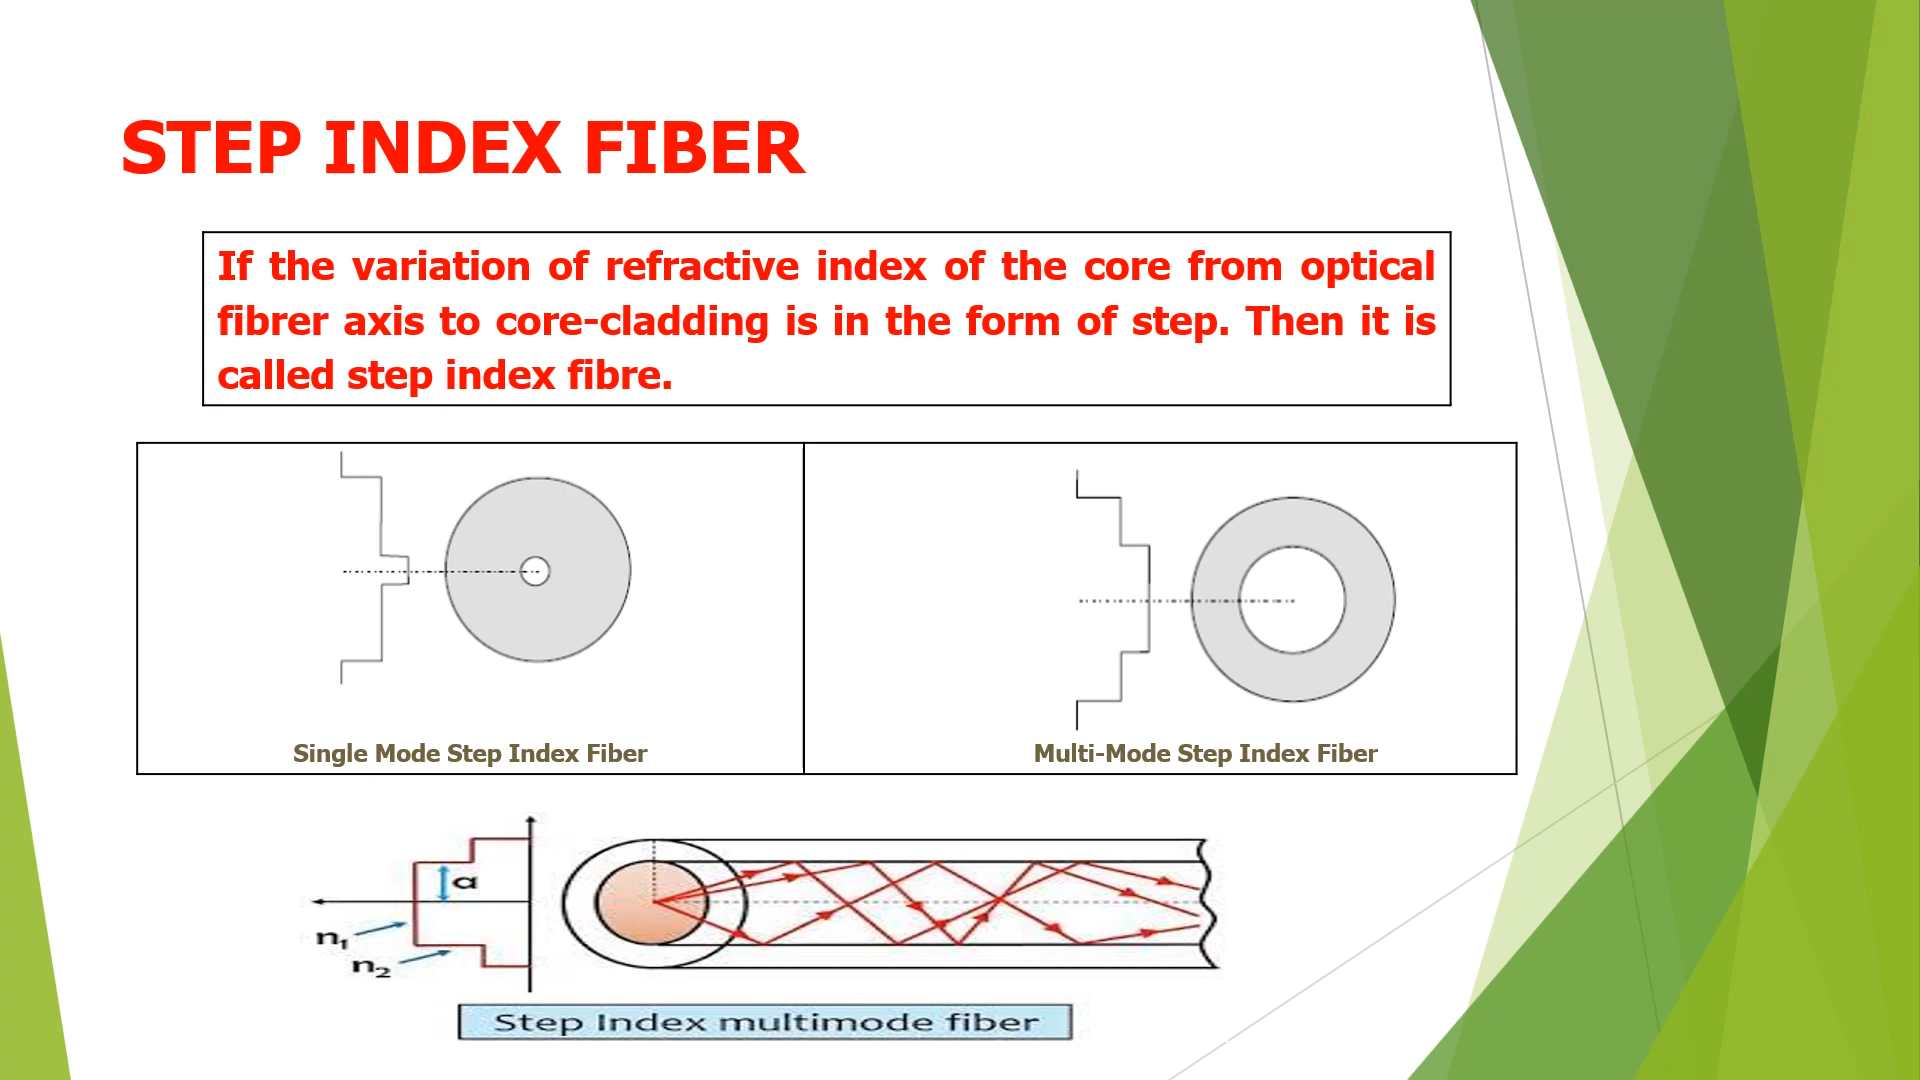 STEP INDEX FIBER
If the variation of refractive index of the core from optical
fibrer axis to core-cladding is in the form of step. Then it is
called step index fibre.
Single Mode Step Index Fiber
Multi-Mode Step Index Fiber
a
n₁
n₂
Step Index multimode fiber